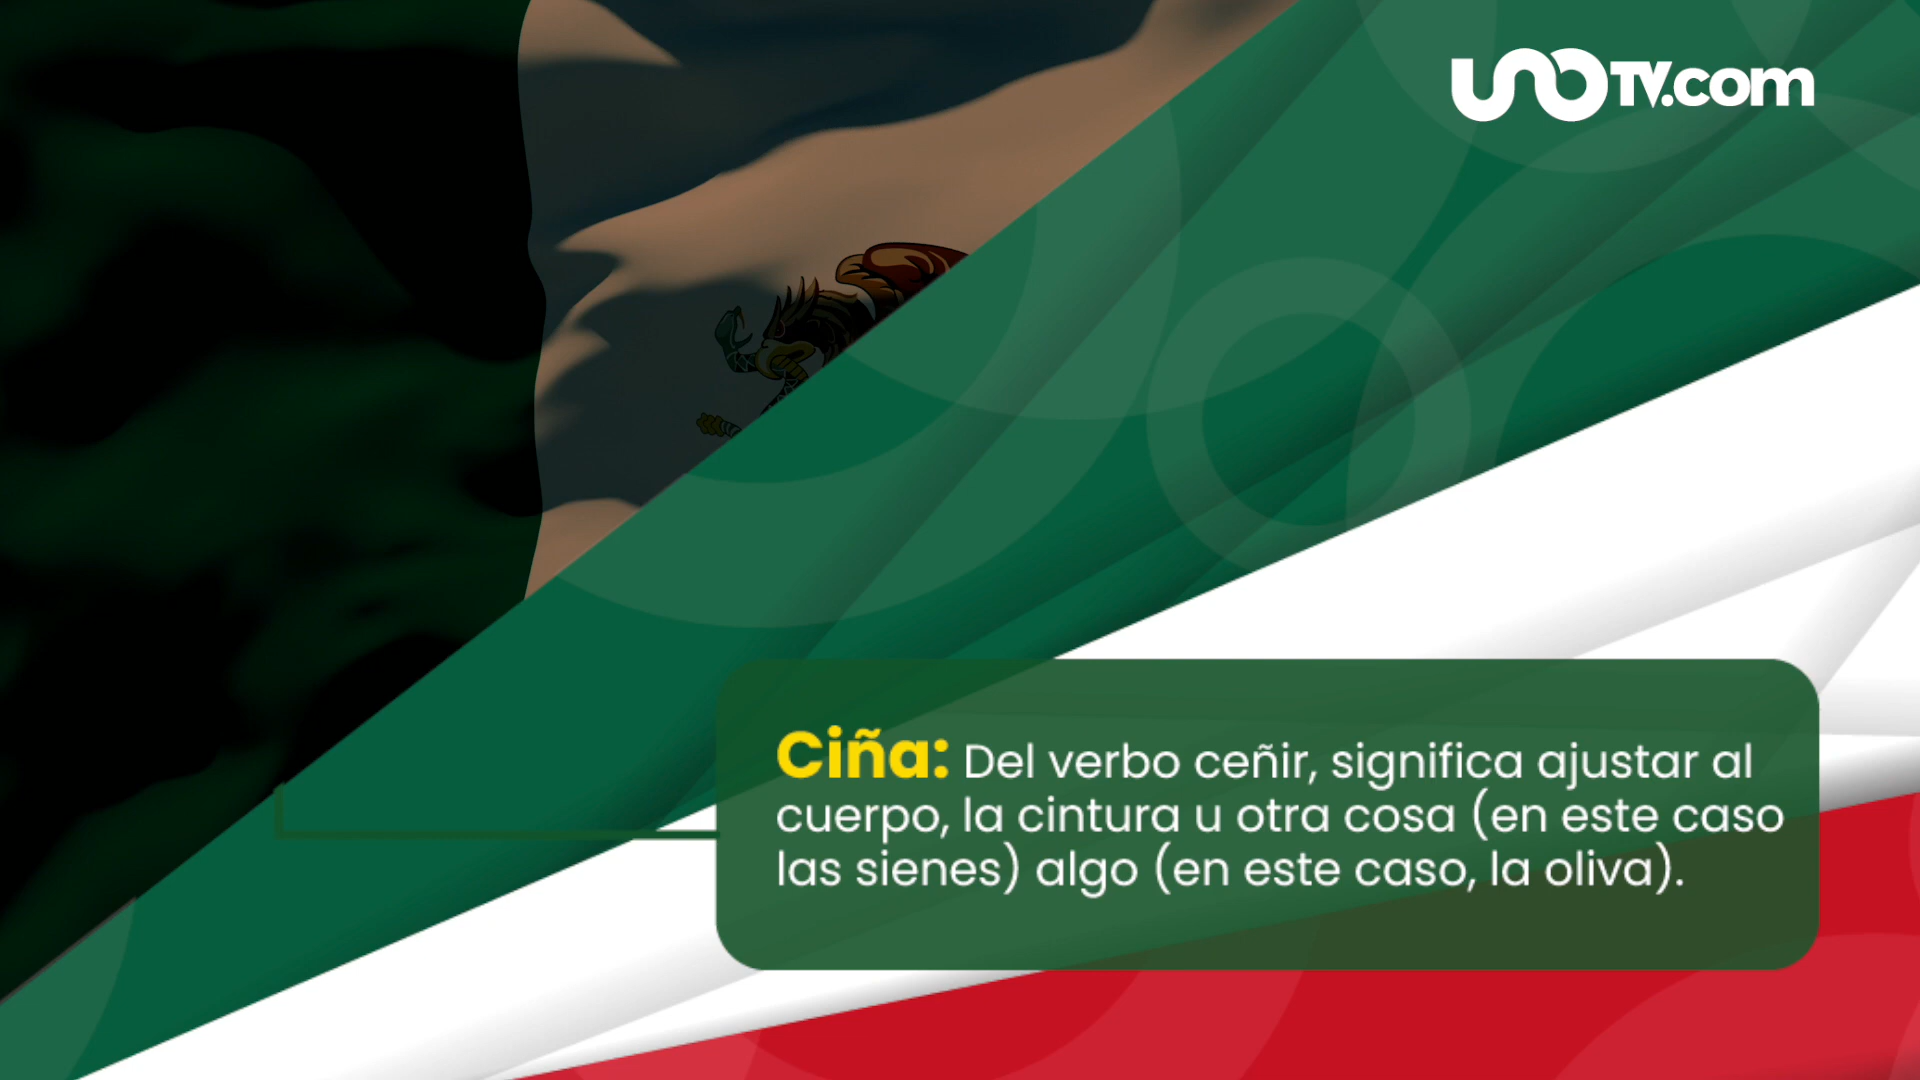 unoTV.com
Ciña: Del verbo ceñir, significa ajustar al
cuerpo, la cintura u otra cosa (en este caso
las sienes) algo (en este caso, la oliva).